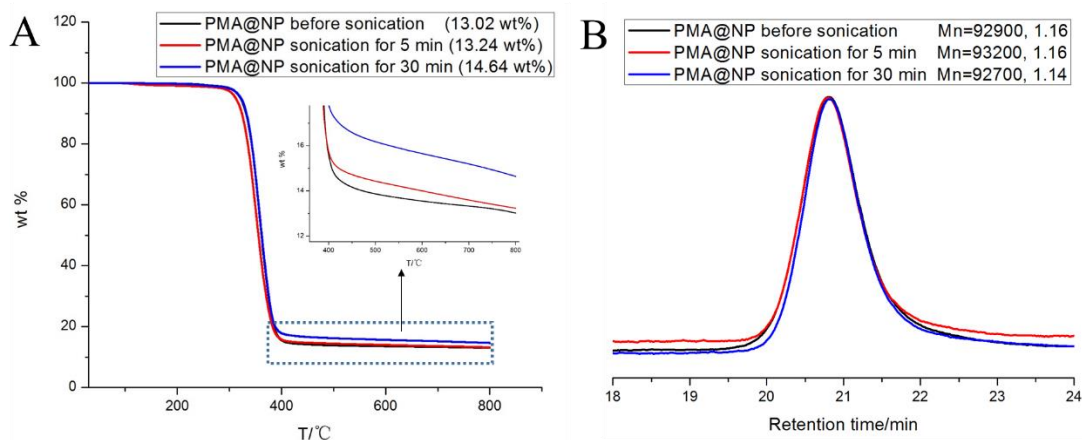 A
PMA@NP before sonication (13.02 wt%)
PMA@NP sonication for 5 min (13.24 wt%)
PMA@NP sonication for 30 min (14.64 wt%)
120
100
80
60
40
20
0
wt %
200
400
600
800
T/℃
16
14
12
wt %
400
500
600
700
800
T/℃
B
PMA@NP before sonication Mn=92900, 1.16
PMA@NP sonication for 5 min Mn=93200, 1.16
PMA@NP sonication for 30 min Mn=92700, 1.14
18
19
20
21
22
23
24
Retention time/min